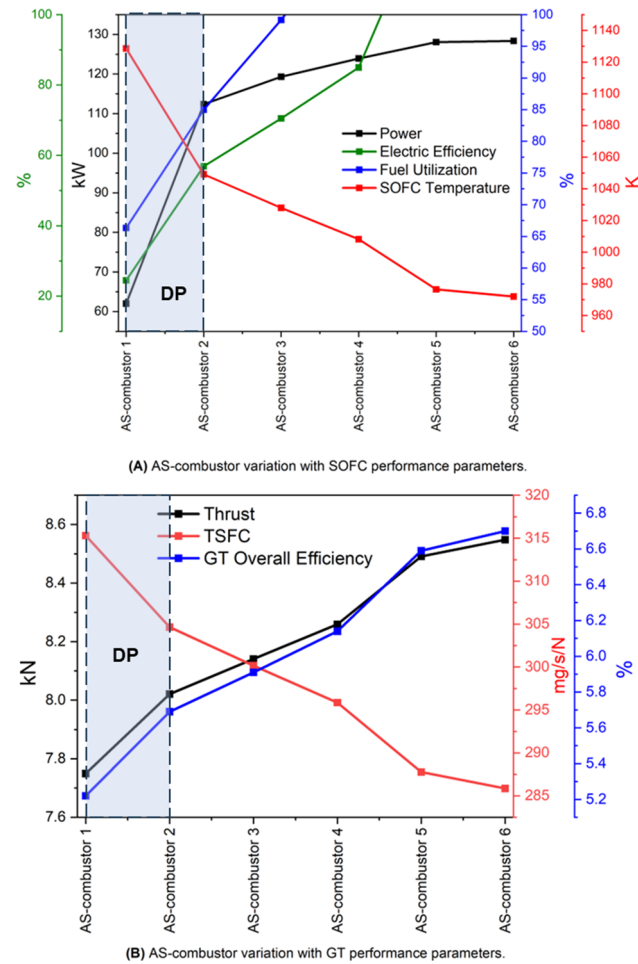 100
80
60
40
20
%
130
120
110
100
90
80
70
60
kW
DP
Power
Electric Efficiency
Fuel Utilization
SOFC Temperature
100
95
90
85
80
75
70
65
60
55
50
%
1140
1120
1100
1080
1060
1040
1020
1000
980
960
K
AS-combustor 1
AS-combustor 2
AS-combustor 3
AS-combustor 4
AS-combustor 5
AS-combustor 6
(A) AS-combustor variation with SOFC performance parameters.
8.6
8.4
8.2
8.0
7.8
7.6
kN
DP
Thrust
TSFC
GT Overall Efficiency
320
315
310
305
300
295
290
285
mg/s/N
6.8
6.6
6.4
6.2
6.0
5.8
5.6
5.4
5.2
%
AS-combustor 1
AS-combustor 2
AS-combustor 3
AS-combustor 4
AS-combustor 5
AS-combustor 6
(B) AS-combustor variation with GT performance parameters.